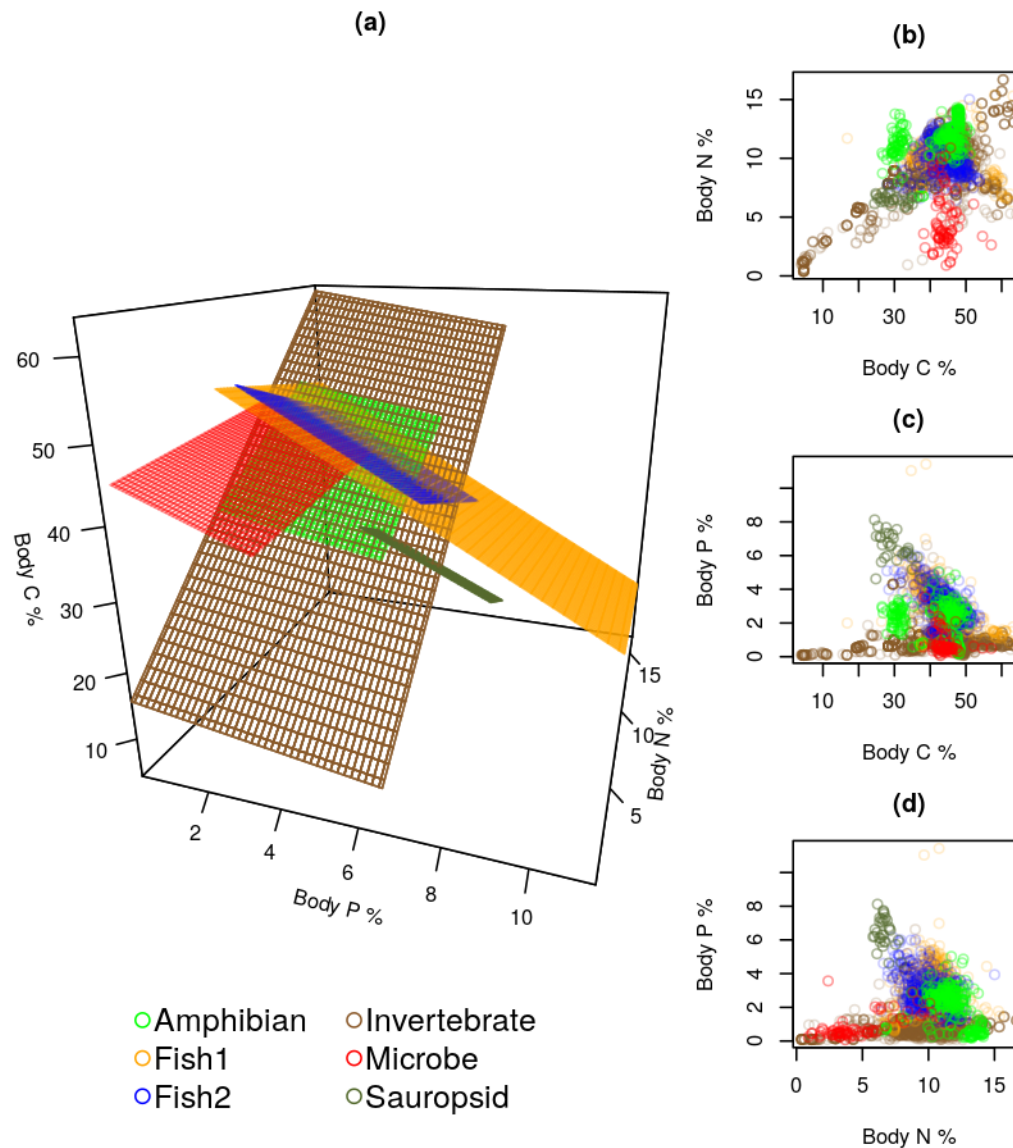 (a)
60
50
40
30
20
10
Body C %
2
4
6
8
10
Body P %
5
10
15
Body N %
Amphibian
Fish1
Fish2
Invertebrate
Microbe
Sauropsid
(b)
15
10
5
0
Body N %
10
30
50
Body C %
(c)
8
6
4
2
0
Body P %
10
30
50
Body C %
(d)
8
6
4
2
0
Body P %
0
5
10
15
Body N %